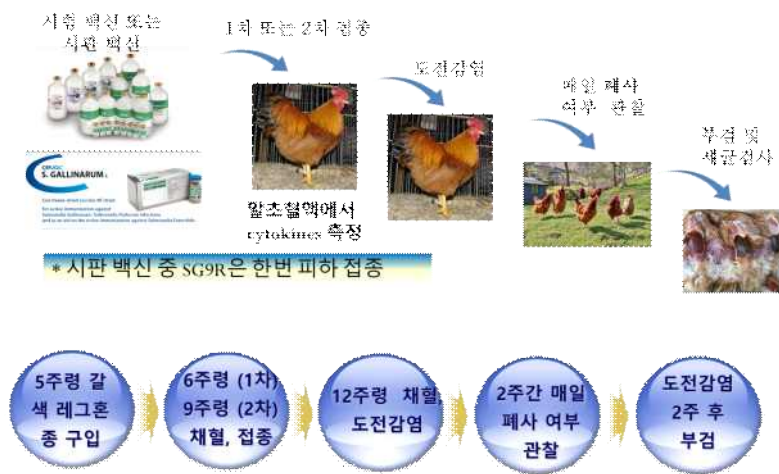 시험 백신 또는
시판 백신
1차 또는 2차 접종
도전감염
매일 폐사
여부 관찰
부검 및
세균검사
S. GALLINARUM
말초혈액에서
cytokines 측정
* 시판 백신 중 SG9R은 한번 피하 접종
5주령 갈
색 레그혼
종 구입
6주령 (1차)
9주령 (2차)
채혈, 접종
12주령 채혈,
도전감염
2주간 매일
폐사 여부
관찰
도전감염
2주 후
부검